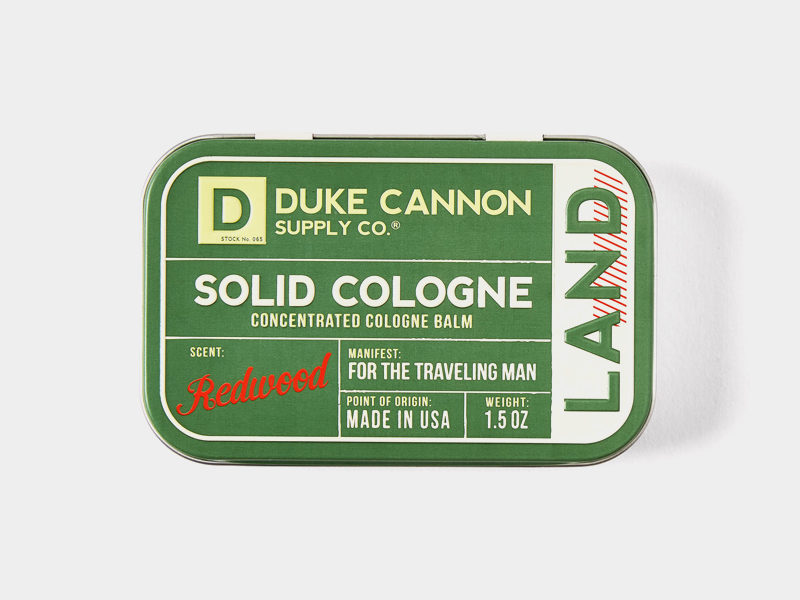 D
STOCK No. 065
DUKE CANNON
SUPPLY CO.®
SOLID COLOGNE
CONCENTRATED COLOGNE BALM
SCENT:
Redwood
MANIFEST:
FOR THE TRAVELING MAN
POINT OF ORIGIN:
MADE IN USA
WEIGHT:
1.5 OZ
LAND